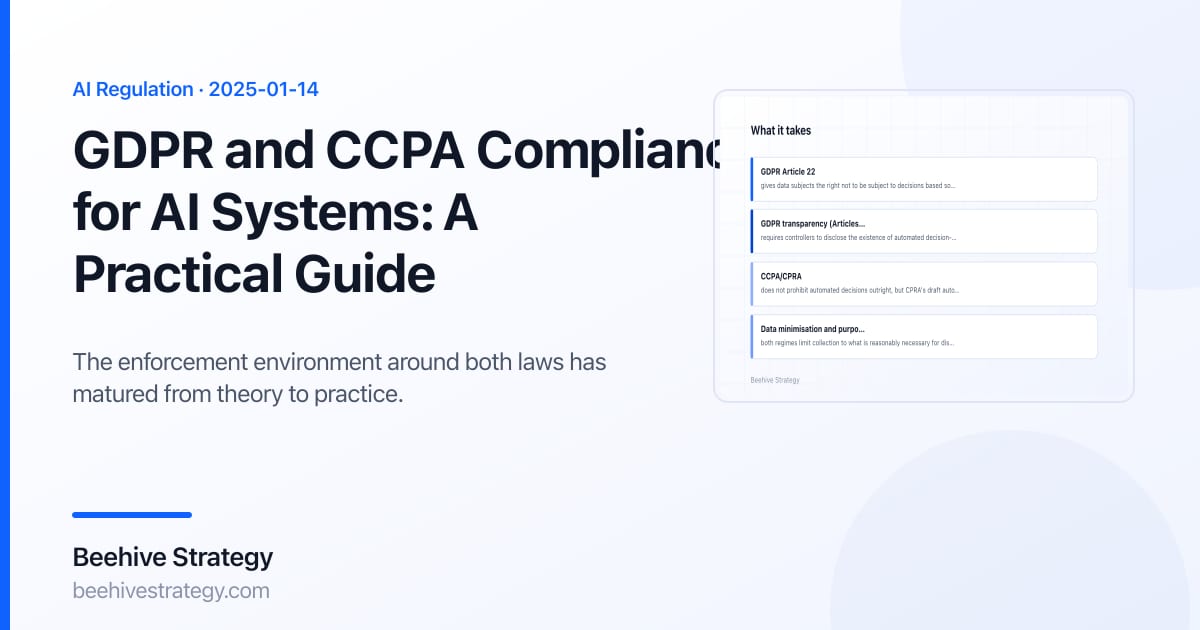 AI Regulation · 2025-01-14
GDPR and CCPA Complianc
for AI Systems: A
Practical Guide
The enforcement environment around both laws has
matured from theory to practice.
Beehive Strategy
beehivestrategy.com
What it takes
GDPR Article 22
gives data subjects the right not to be subject to decisions based so...
GDPR transparency (Articles...
requires controllers to disclose the existence of automated decision-...
CCPA/CPRA
does not prohibit automated decisions outright, but CPRA's draft auto...
Data minimisation and purpo...
both regimes limit collection to what is reasonably necessary for dis...
Beehive Strategy